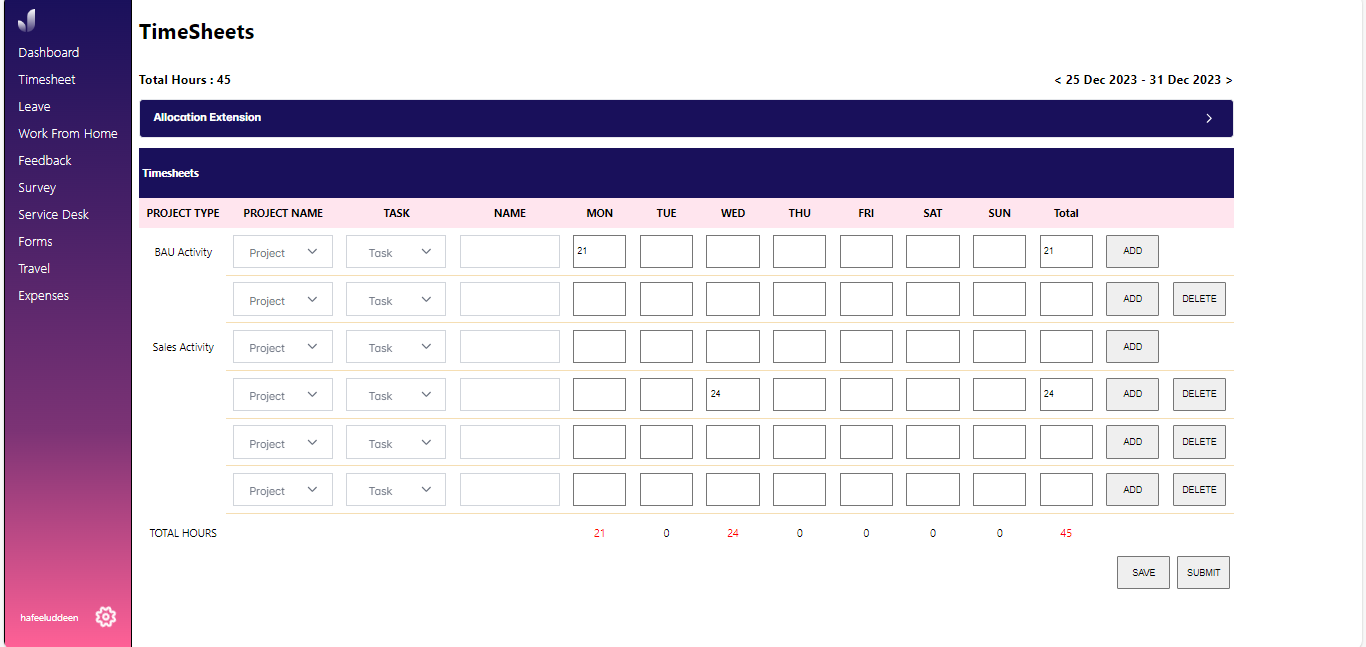 TimeSheets
Dashboard
Timesheet
Leave
Work From Home
Feedback
Survey
Service Desk
Forms
Travel
Expenses
hafeeluddeen
Total Hours : 45 < 25 Dec 2023 - 31 Dec 2023 >
Allocation Extension >
Timesheets
PROJECT TYPE PROJECT NAME TASK NAME MON TUE WED THU FRI SAT SUN Total
BAU Activity Project Task 21 21 ADD
Project Task ADD DELETE
Sales Activity Project Task ADD
Project Task 24 24 ADD DELETE
Project Task ADD DELETE
Project Task ADD DELETE
TOTAL HOURS 21 0 24 0 0 0 0 45
SAVE SUBMIT